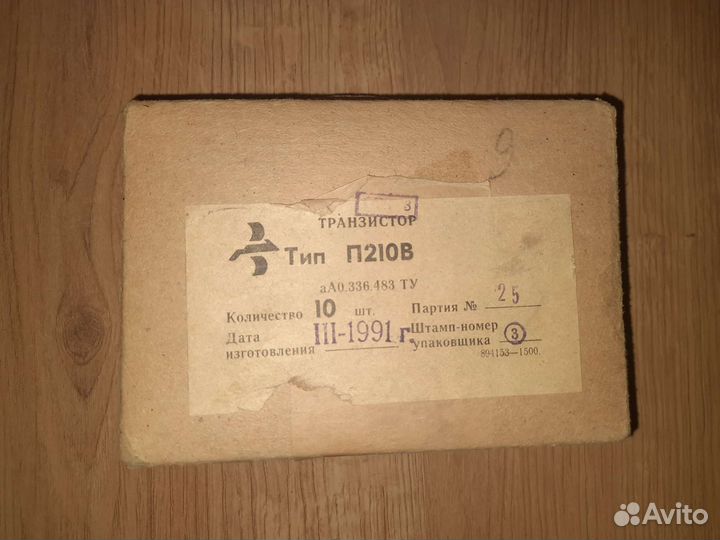 9
З
ТРАНЗИСТОР
Тип П210В
аА0.336.483 ТУ
Количество 10 шт. Партия № 25
Дата изготовления III-1991 г. Штамп-номер упаковщика 3
894153—1500.
Avito